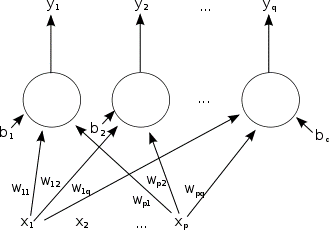 y1 y2 ... yq
...
b1 b2 bq
w11 w12 w1q wp1 wp2 wpq
x1 x2 ... xp